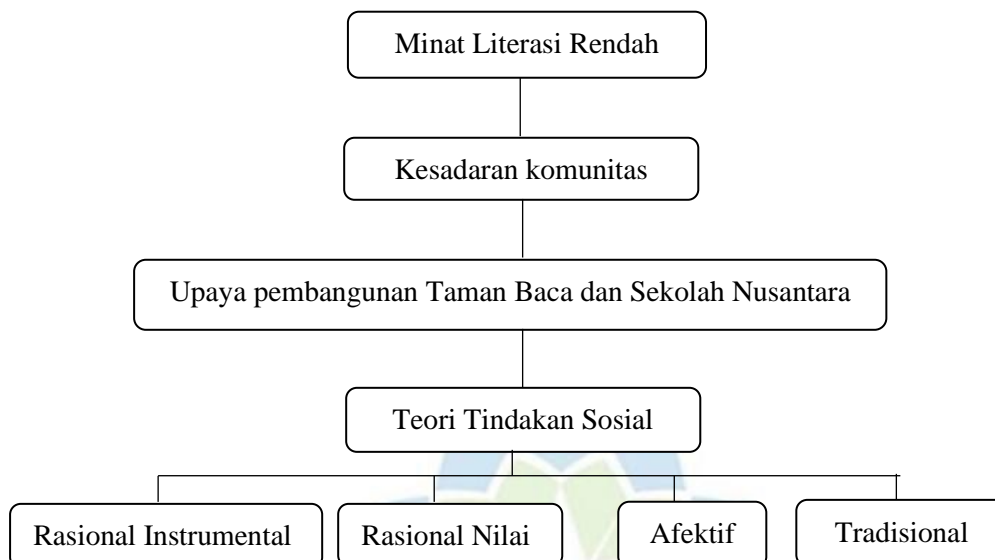 Minat Literasi Rendah
Kesadaran komunitas
Upaya pembangunan Taman Baca dan Sekolah Nusantara
Teori Tindakan Sosial
Rasional Instrumental
Rasional Nilai
Afektif
Tradisional